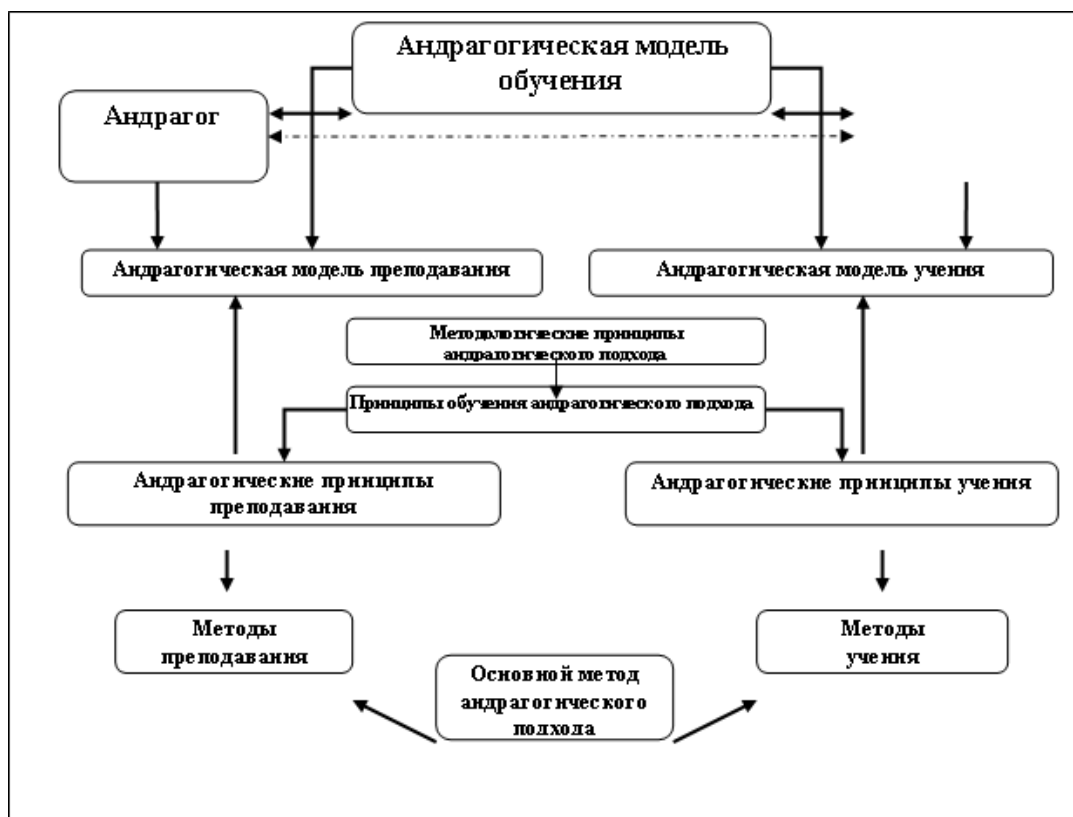 Андрагогическая модель
обучения
Андрагог
Андрагогическая модель преподавания
Андрагогическая модель учения
Методологические принципы
андрагогического подхода
Принципы обучения андрагогического подхода
Андрагогические принципы
преподавания
Андрагогические принципы учения
Методы
преподавания
Методы
учения
Основной метод
андрагогического
подхода